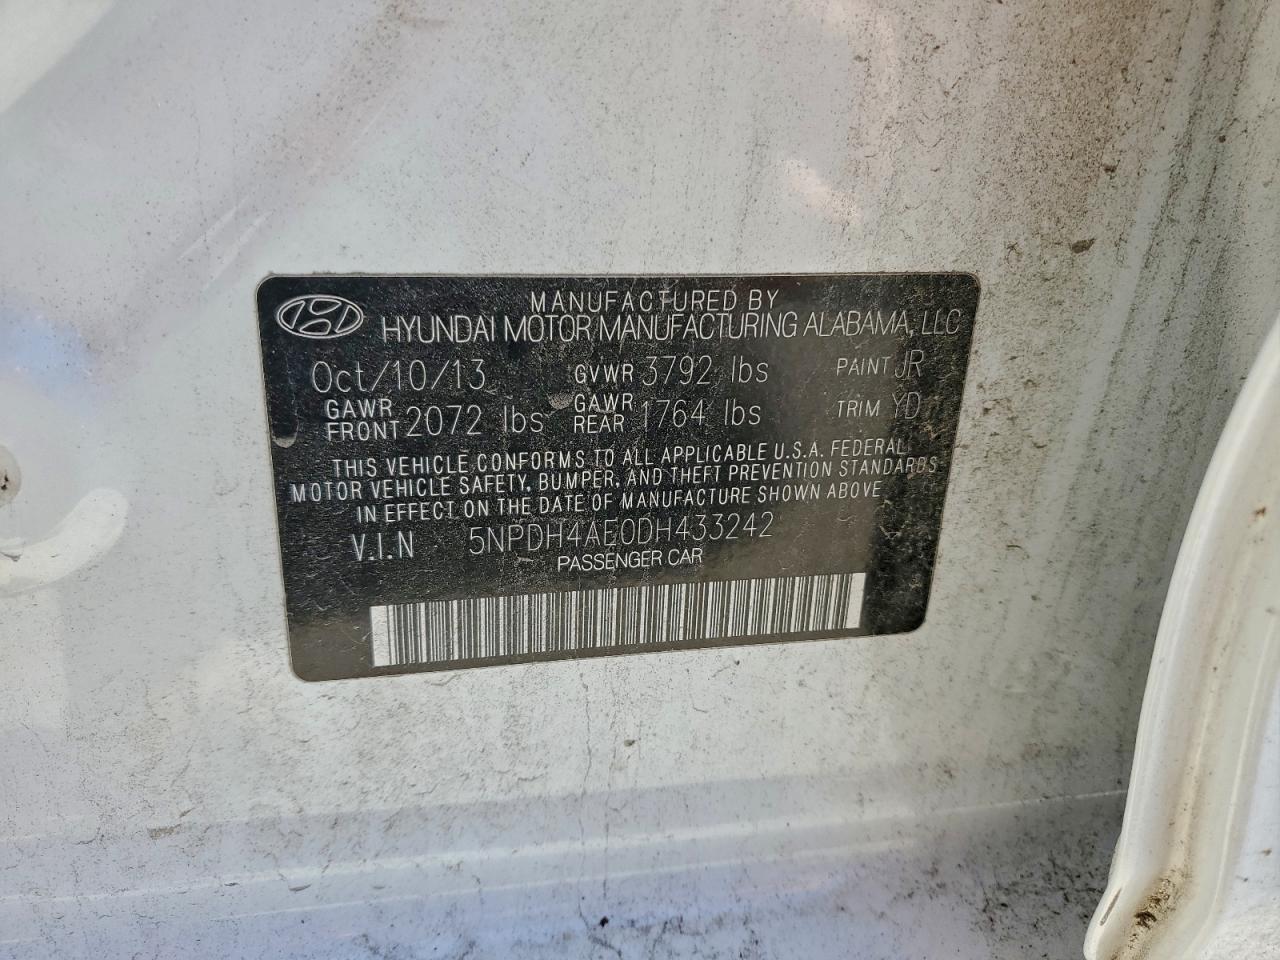 MANUFACTURED BY
HYUNDAI MOTOR MANUFACTURING ALABAMA, LLC
Oct/10/13 GVWR 3792 lbs PAINT JR
GAWR FRONT 2072 lbs GAWR REAR 1764 lbs TRIM YD
THIS VEHICLE CONFORMS TO ALL APPLICABLE U.S.A. FEDERAL
MOTOR VEHICLE SAFETY, BUMPER, AND THEFT PREVENTION STANDARDS
IN EFFECT ON THE DATE OF MANUFACTURE SHOWN ABOVE
V.I.N 5NPDH4AE0DH433242
PASSENGER CAR